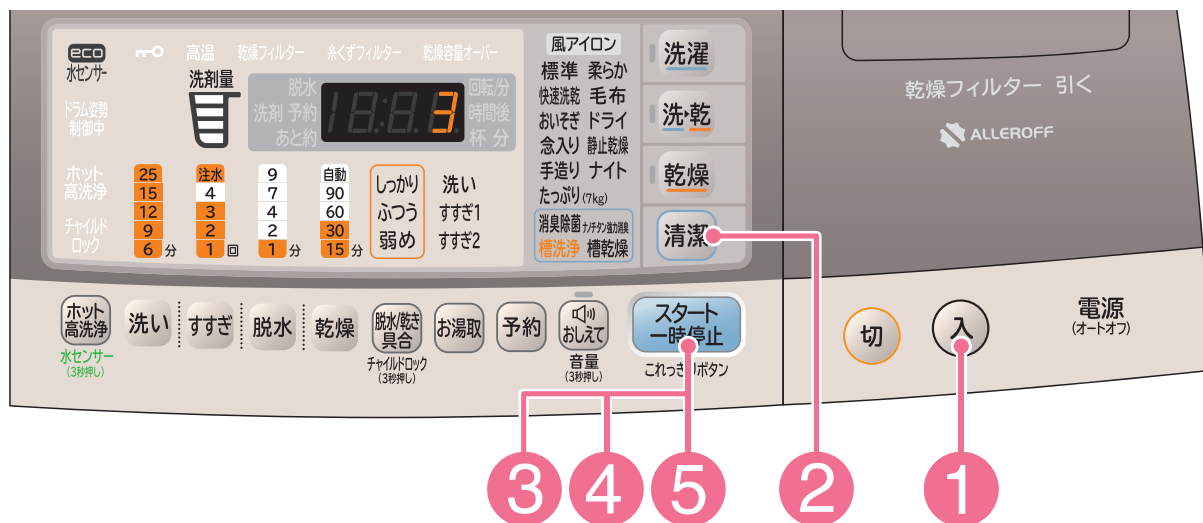 eco
水センサー
高温 乾燥フィルター 糸くずフィルター 乾燥容量オーバー
ドラム姿勢
制御中
洗剤量
脱水
洗剤 予約
あと約
18:8.3
回転/分
時間後
杯 分
ホット
高洗浄
チャイルド
ロック
25
15
12
9
6 分
注水
4
3
2
1 回
9
7
4
2
1 分
自動
90
60
30
15 分
しっかり
ふつう
弱め
洗い
すすぎ1
すすぎ2
風アイロン
標準 柔らか
快速洗乾 毛布
おいそぎ ドライ
念入り 静止乾燥
手造り ナイト
たっぷり(7kg)
消臭除菌 ナノチタン強力消臭
槽洗浄 槽乾燥
洗濯
洗・乾
乾燥
清潔
乾燥フィルター 引く
ALLEROFF
ホット
高洗浄
水センサー
(3秒押し)
洗い
すすぎ
脱水
乾燥
脱水/乾き
具合
チャイルドロック
(3秒押し)
お湯取
予約
おしえて
音量
(3秒押し)
スタート
一時停止
これっきりボタン
切
入
電源
(オートオフ)
3
4
5
2
1